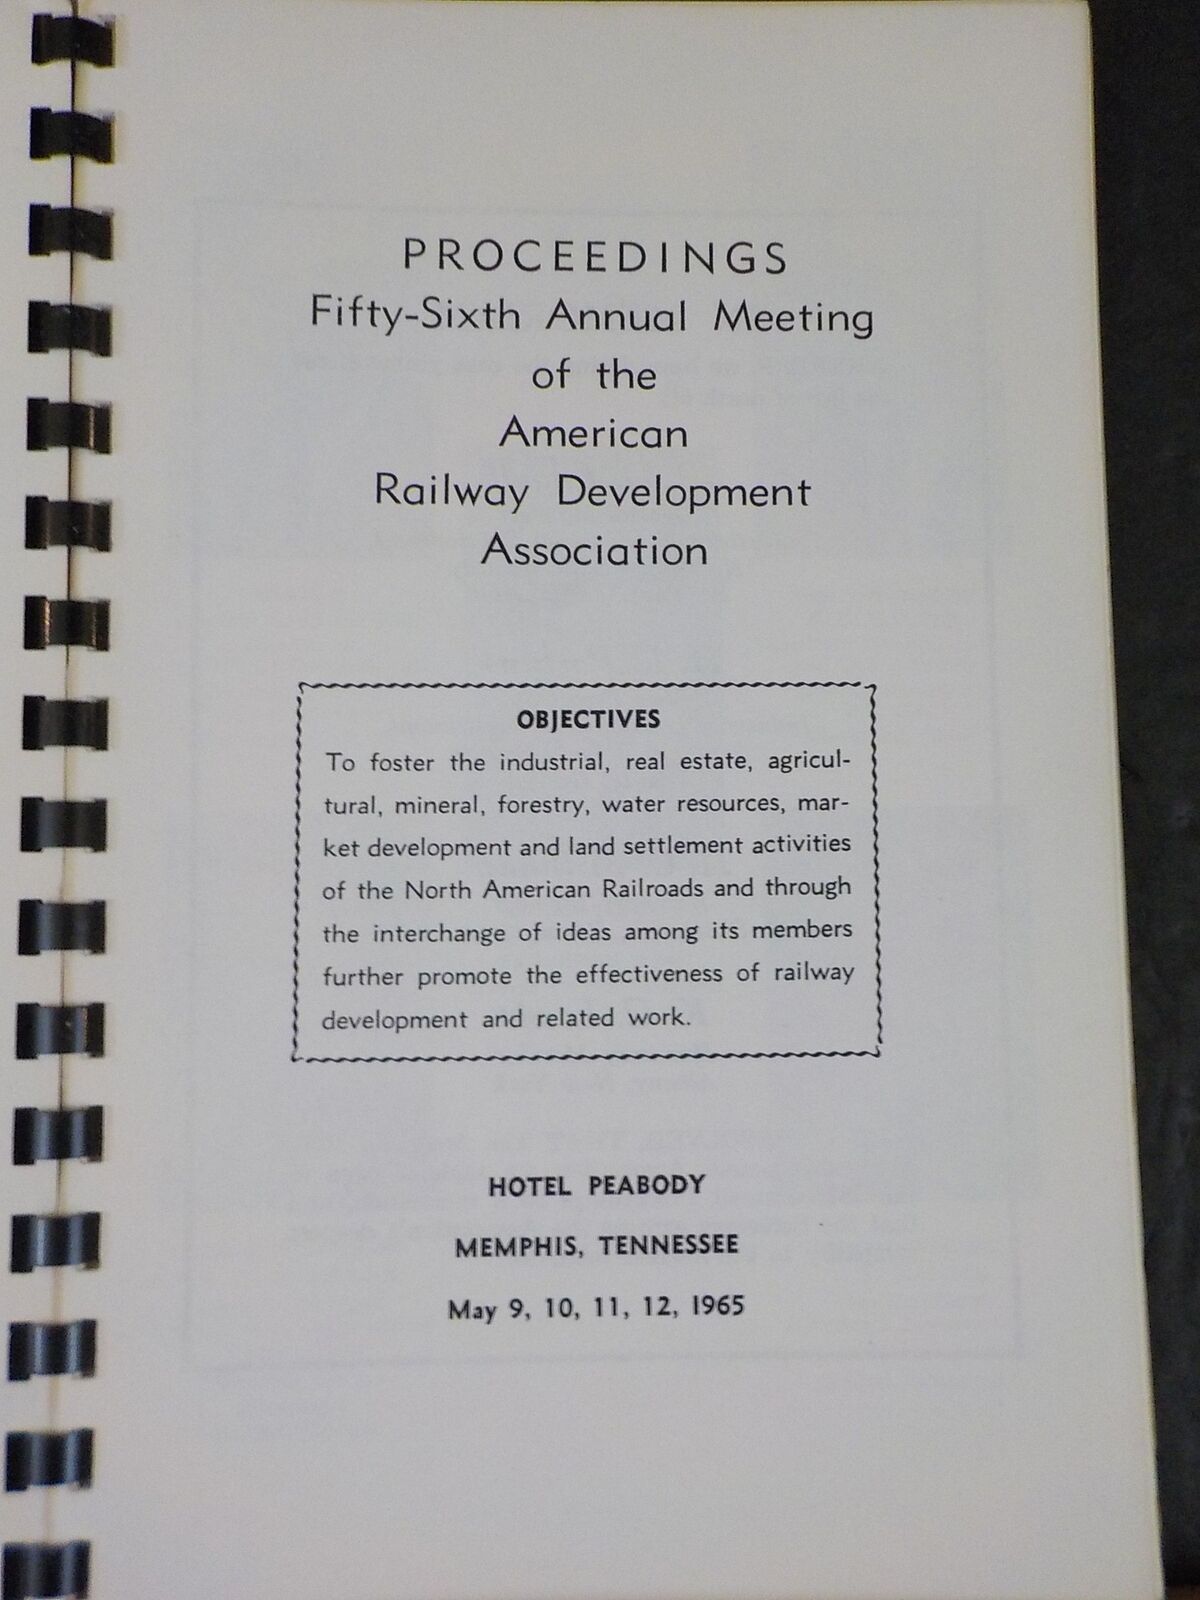 PROCEEDINGS
Fifty-Sixth Annual Meeting
of the
American
Railway Development
Association
OBJECTIVES
To foster the industrial, real estate, agricul-
tural, mineral, forestry, water resources, mar-
ket development and land settlement activities
of the North American Railroads and through
the interchange of ideas among its members
further promote the effectiveness of railway
development and related work.
HOTEL PEABODY
MEMPHIS, TENNESSEE
May 9, 10, 11, 12, 1965